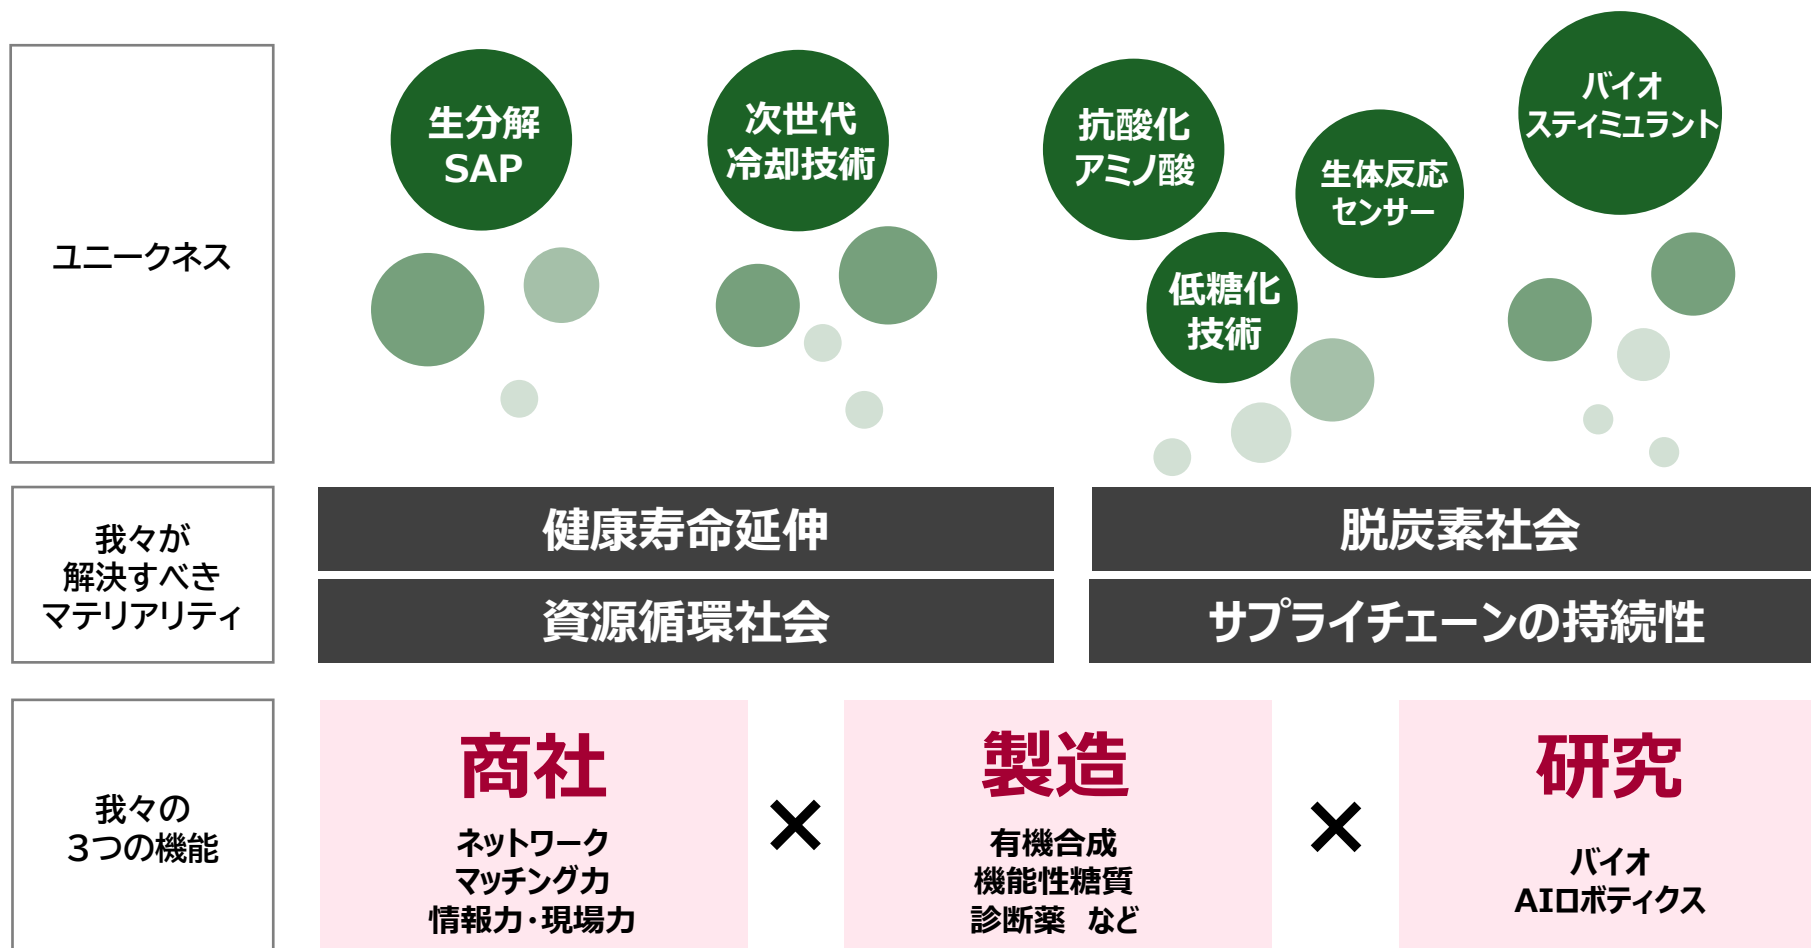 ユニークネス
生分解
SAP
次世代
冷却技術
抗酸化
アミノ酸
低糖化
技術
生体反応
センサー
バイオ
スティミュラント
我々が
解決すべき
マテリアリティ
健康寿命延伸
脱炭素社会
資源循環社会
サプライチェーンの持続性
我々の
3つの機能
商社
ネットワーク
マッチング力
情報力・現場力
×
製造
有機合成
機能性糖質
診断薬 など
×
研究
バイオ
AIロボティクス